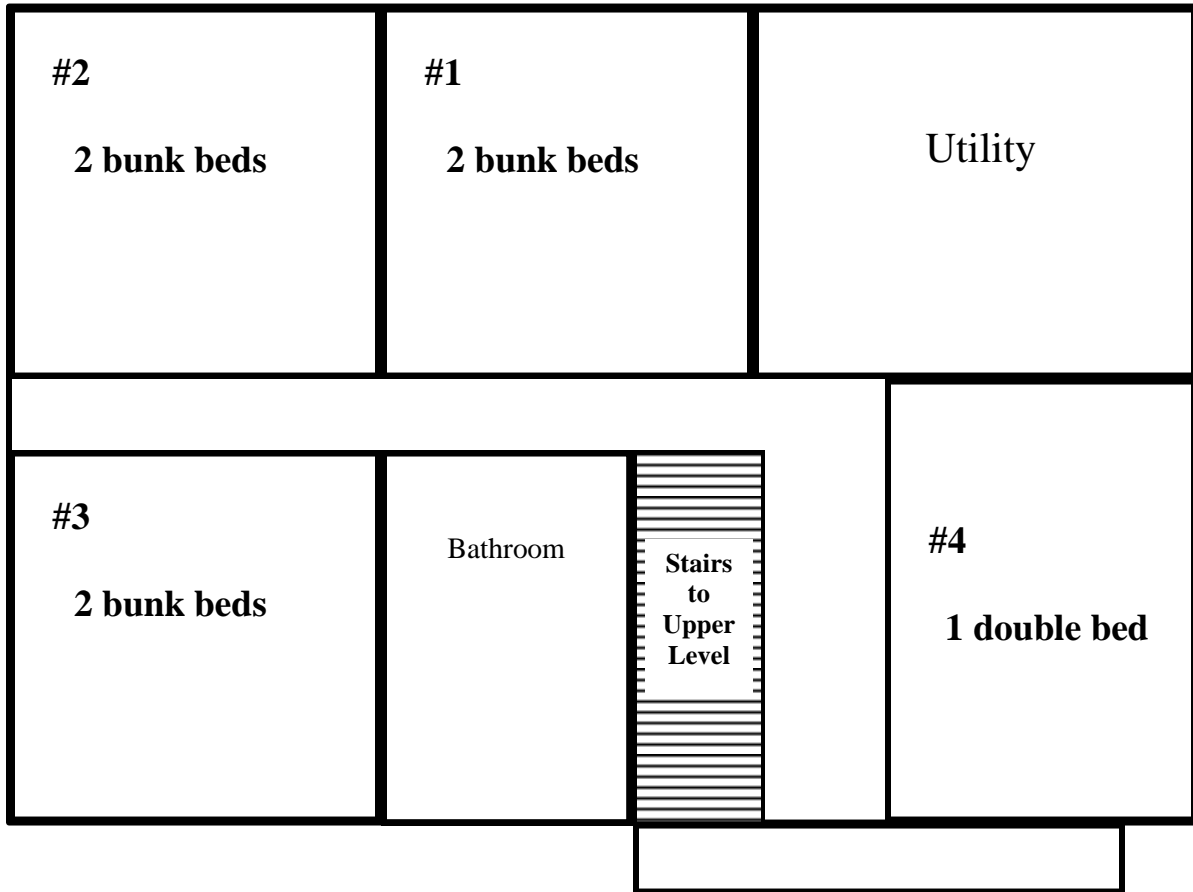 #2
2 bunk beds
#1
2 bunk beds
Utility
#3
2 bunk beds
Bathroom
Stairs
to
Upper
Level
#4
1 double bed